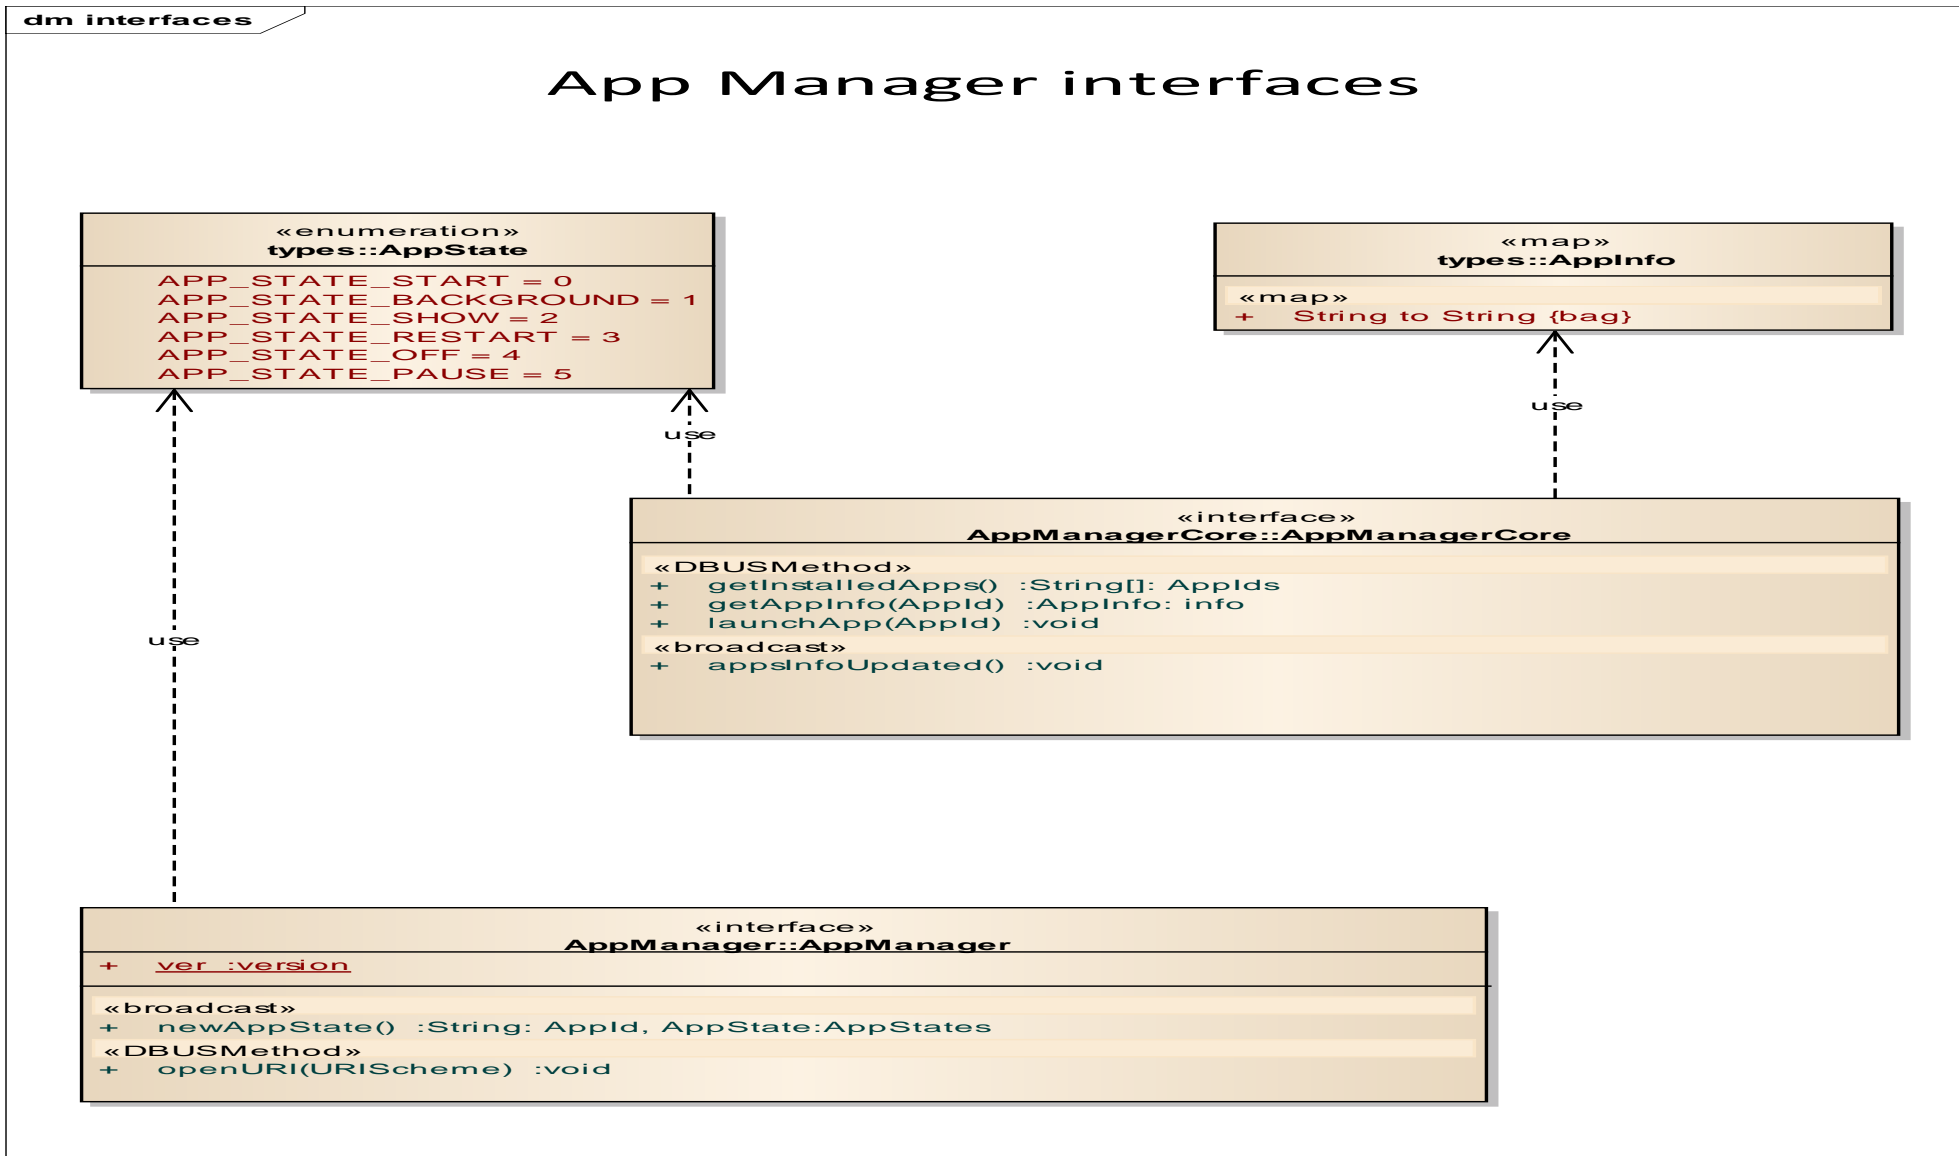 dm interfaces
App Manager interfaces
«enumeration»
types::AppState
APP_STATE_START = 0
APP_STATE_BACKGROUND = 1
APP_STATE_SHOW = 2
APP_STATE_RESTART = 3
APP_STATE_OFF = 4
APP_STATE_PAUSE = 5
«map»
types::AppInfo
«map»
+ String to String {bag}
use
use
use
«interface»
AppManagerCore::AppManagerCore
«DBUSMethod»
+ getInstalledApps() :String[]: AppIds
+ getAppInfo(AppId) :AppInfo: info
+ launchApp(AppId) :void
«broadcast»
+ appsInfoUpdated() :void
«interface»
AppManager::AppManager
+ ver :version
«broadcast»
+ newAppState() :String: AppId, AppState:AppStates
«DBUSMethod»
+ openURI(URIScheme) :void